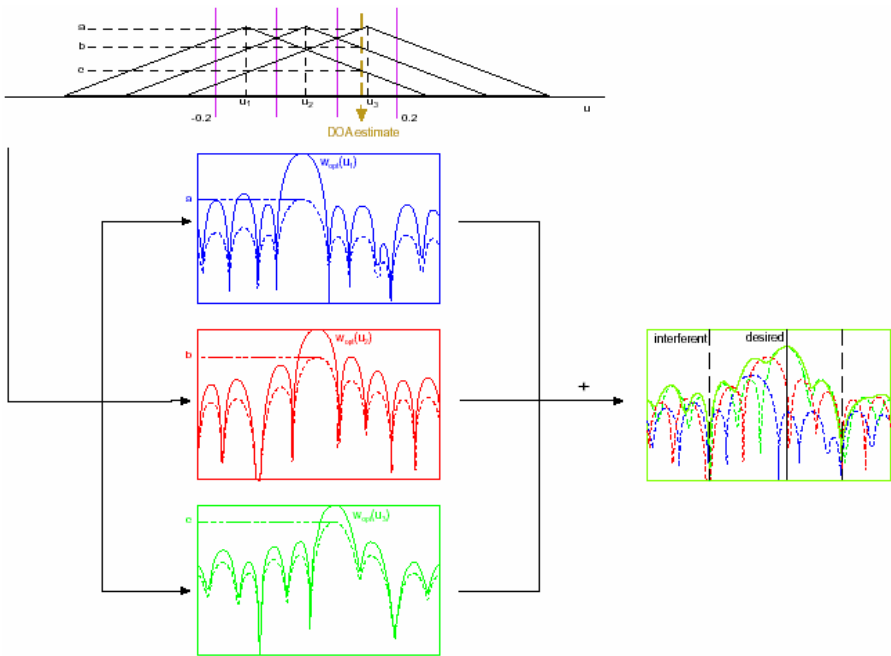 a
b
c
u1
u2
u3
u
-0.2
0.2
DOA estimate
wopt(u1)
a
wopt(u2)
b
interferent
desired
+
wopt(u3)
c